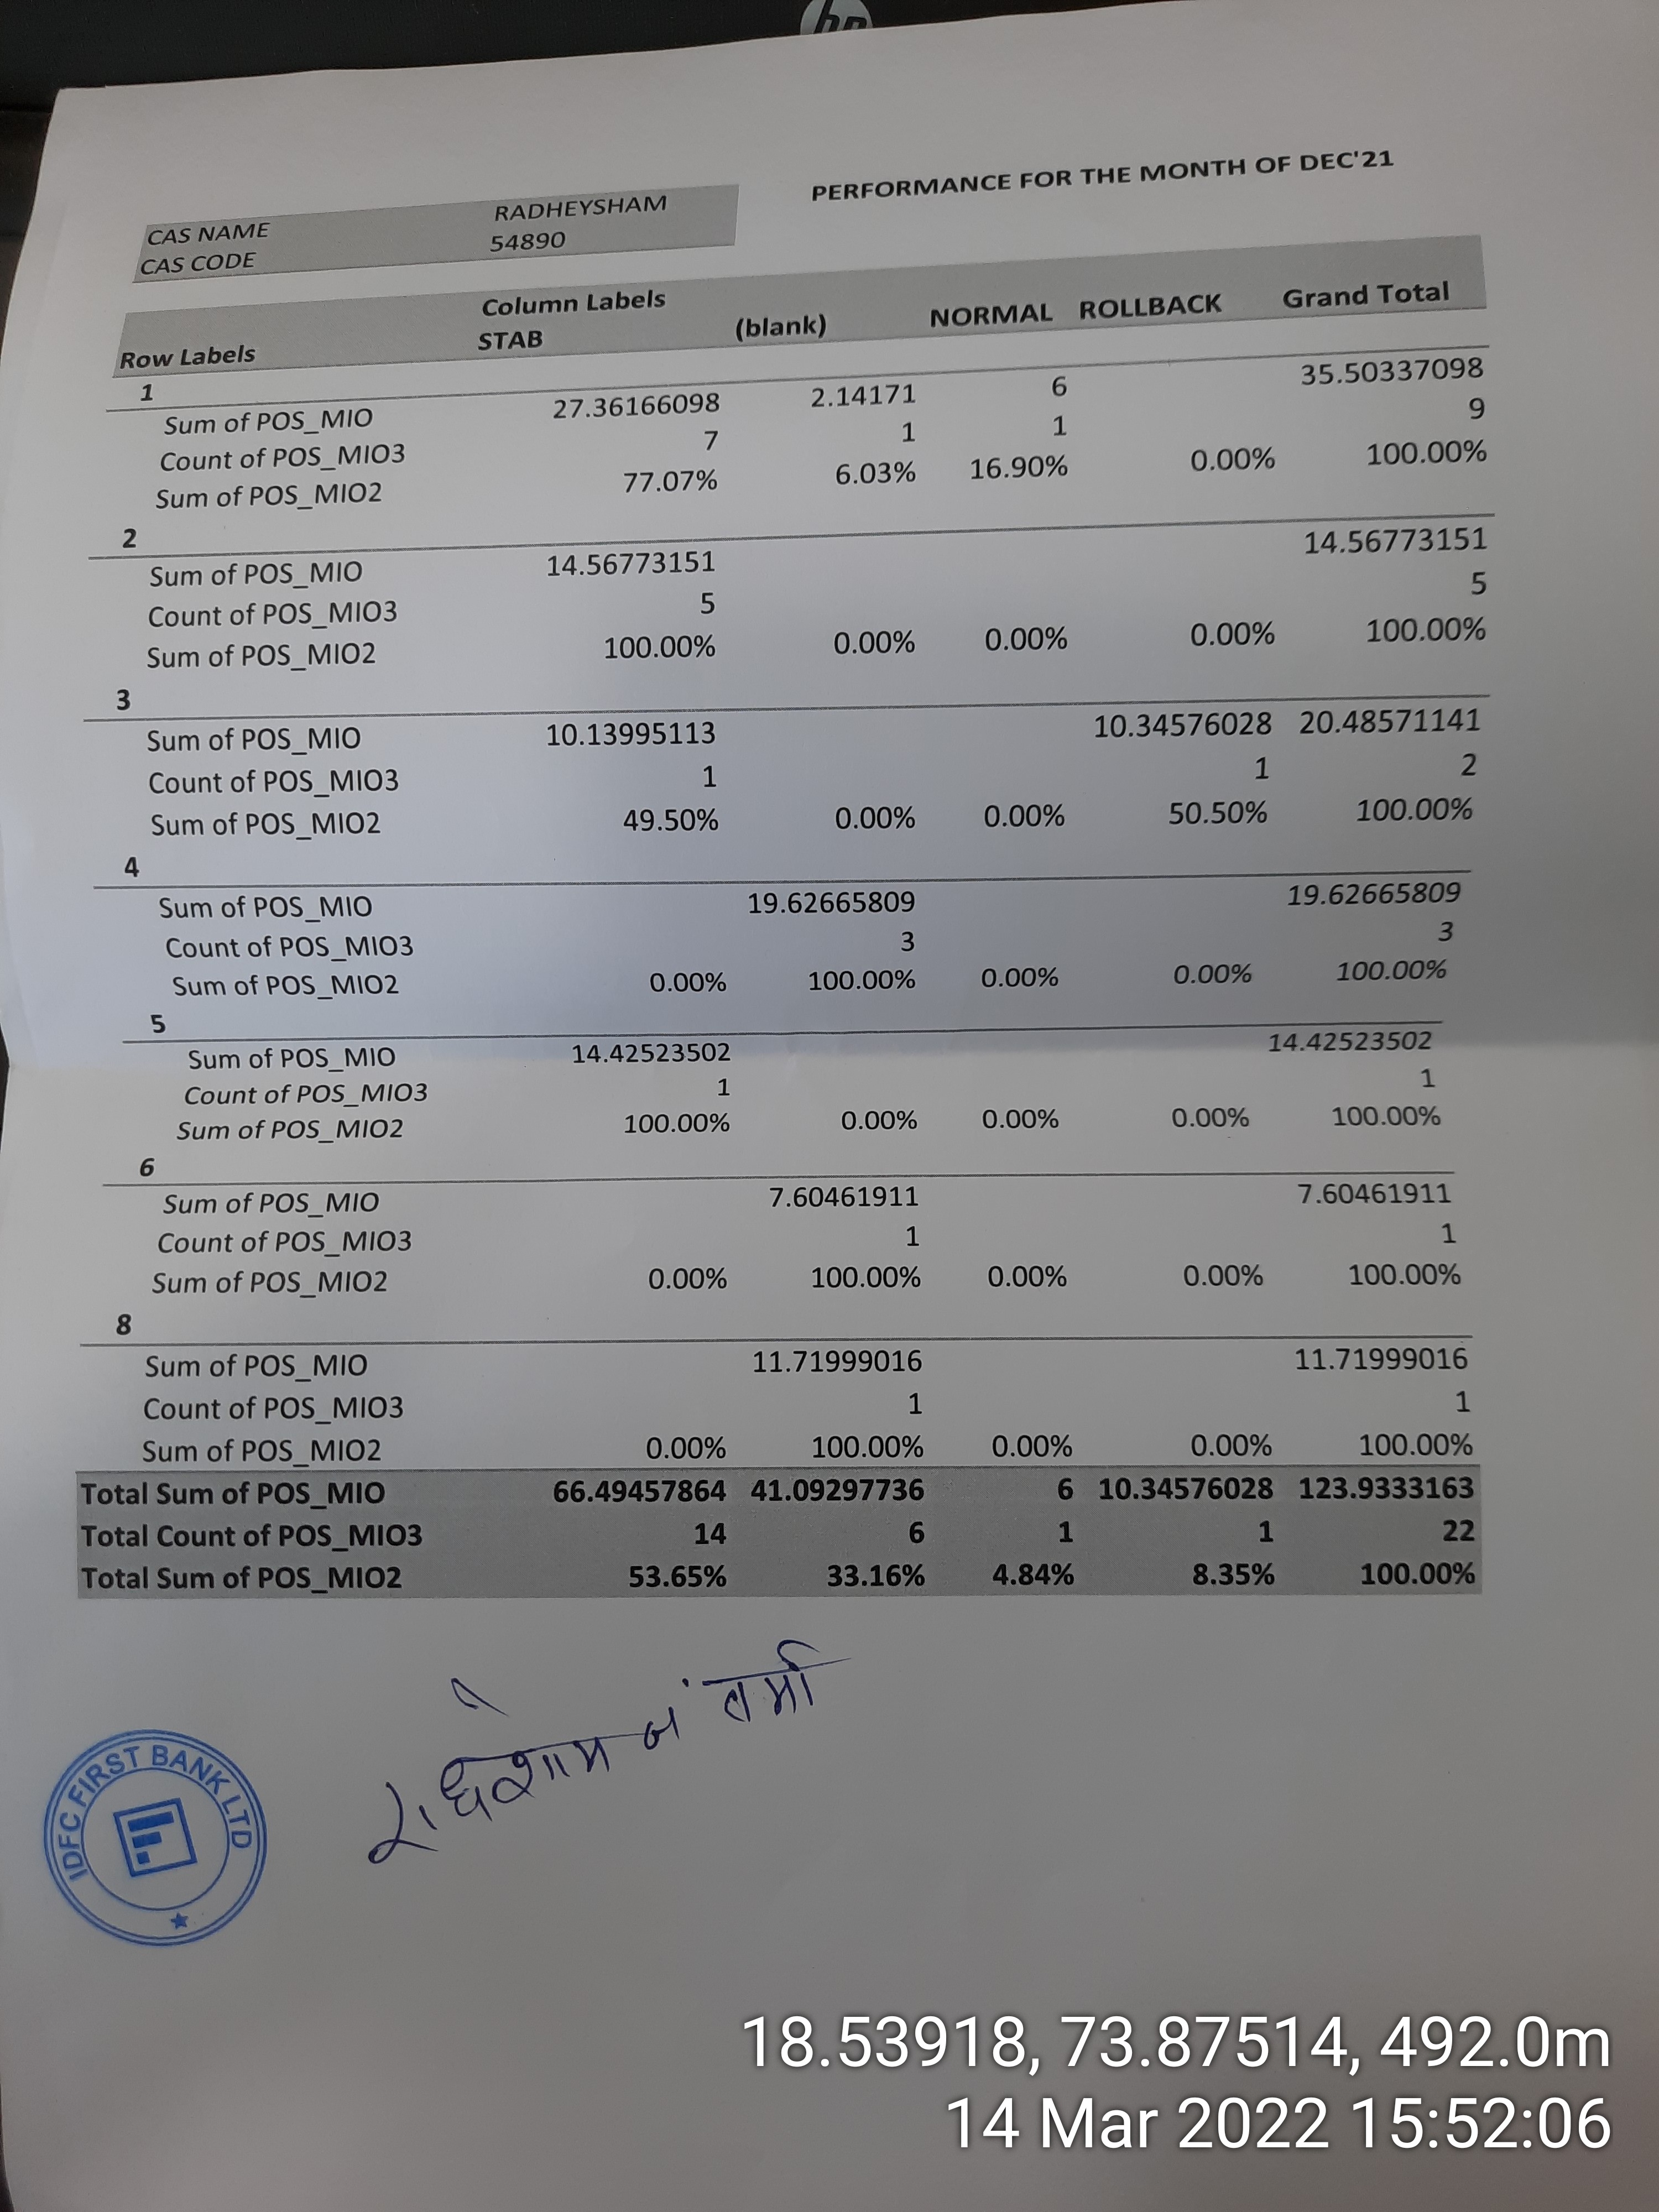 hp
PERFORMANCE FOR THE MONTH OF DEC'21
CAS NAME RADHEYSHAM
CAS CODE 54890
Column Labels
Row Labels STAB (blank) NORMAL ROLLBACK Grand Total
1
Sum of POS_MIO 27.36166098 2.14171 6 35.50337098
Count of POS_MIO3 7 1 1 9
Sum of POS_MIO2 77.07% 6.03% 16.90% 0.00% 100.00%
2
Sum of POS_MIO 14.56773151 14.56773151
Count of POS_MIO3 5 5
Sum of POS_MIO2 100.00% 0.00% 0.00% 0.00% 100.00%
3
Sum of POS_MIO 10.13995113 10.34576028 20.48571141
Count of POS_MIO3 1 1 2
Sum of POS_MIO2 49.50% 0.00% 0.00% 50.50% 100.00%
4
Sum of POS_MIO 19.62665809 19.62665809
Count of POS_MIO3 3 3
Sum of POS_MIO2 0.00% 100.00% 0.00% 0.00% 100.00%
5
Sum of POS_MIO 14.42523502 14.42523502
Count of POS_MIO3 1 1
Sum of POS_MIO2 100.00% 0.00% 0.00% 0.00% 100.00%
6
Sum of POS_MIO 7.60461911 7.60461911
Count of POS_MIO3 1 1
Sum of POS_MIO2 0.00% 100.00% 0.00% 0.00% 100.00%
8
Sum of POS_MIO 11.71999016 11.71999016
Count of POS_MIO3 1 1
Sum of POS_MIO2 0.00% 100.00% 0.00% 0.00% 100.00%
Total Sum of POS_MIO 66.49457864 41.09297736 6 10.34576028 123.9333163
Total Count of POS_MIO3 14 6 1 1 22
Total Sum of POS_MIO2 53.65% 33.16% 4.84% 8.35% 100.00%
राधेशाम बं वर्मा
IDFC FIRST BANK LTD
18.53918, 73.87514, 492.0m
14 Mar 2022 15:52:06